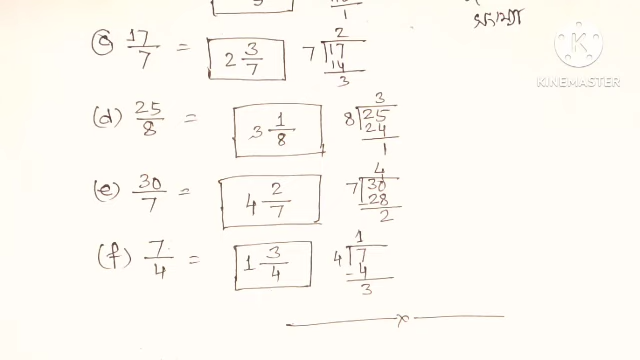 সংখ্যা
1
(c) 17/7 = 2 3/7 7 17 2 14 3
(d) 25/8 = 3 1/8 8 25 3 24 1
(e) 30/7 = 4 2/7 7 30 4 -28 2
(f) 7/4 = 1 3/4 4 7 1 -4 3
x
KINEMASTER